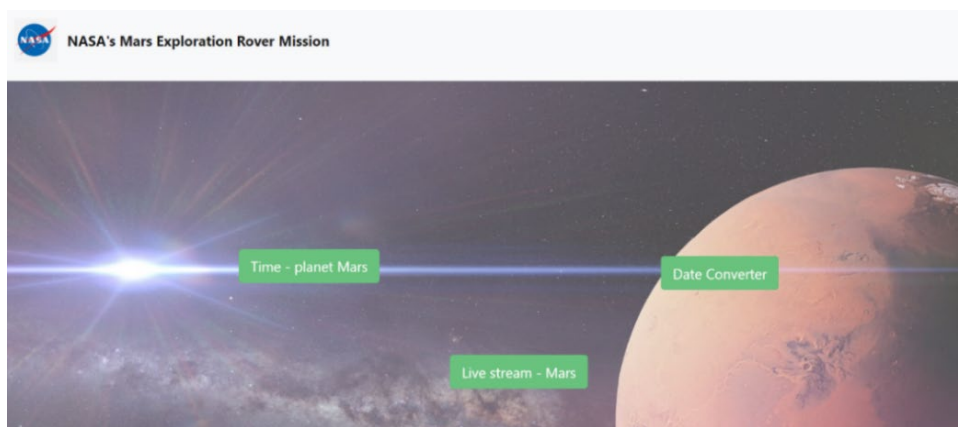 NASA
NASA's Mars Exploration Rover Mission
Time - planet Mars
Date Converter
Live stream - Mars